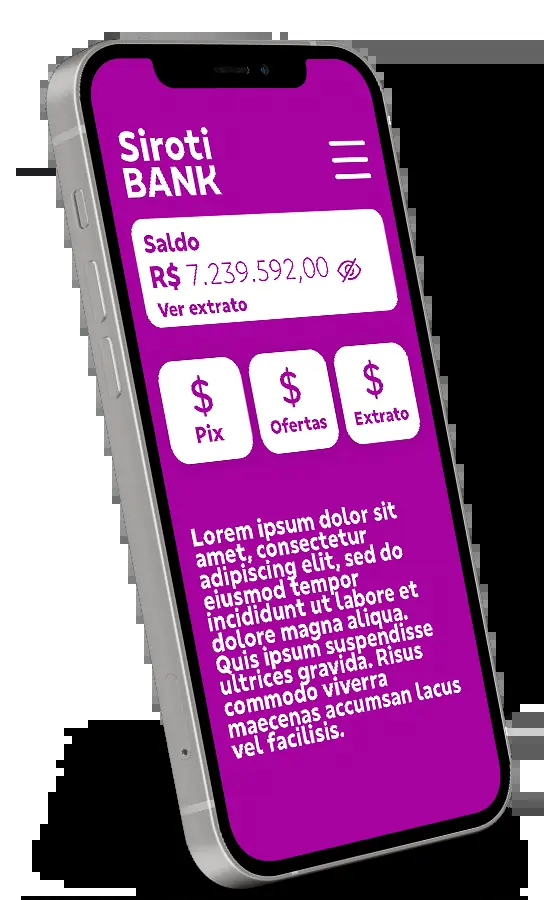 Siroti
BANK
Saldo
R$ 7.239.592,00
Ver extrato
$
Pix
$
Ofertas
$
Extrato
Lorem ipsum dolor sit
amet, consectetur
adipiscing elit, sed do
eiusmod tempor
incididunt ut labore et
dolore magna aliqua.
Quis ipsum suspendisse
ultrices gravida. Risus
commodo viverra
maecenas accumsan lacus
vel facilisis.